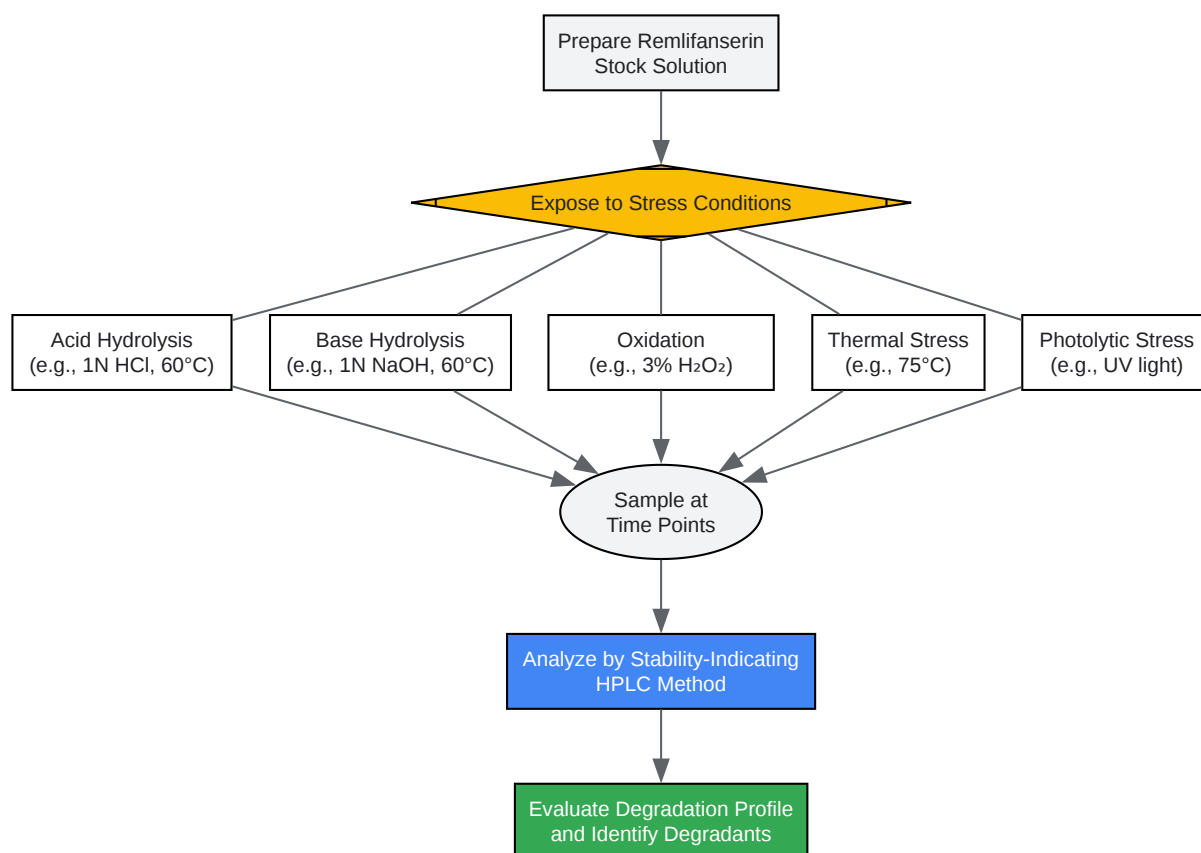 Prepare Remlifanserin
Stock Solution
Expose to Stress Conditions
Acid Hydrolysis
(e.g., 1N HCl, 60°C)
Base Hydrolysis
(e.g., 1N NaOH, 60°C)
Oxidation
(e.g., 3% H₂O₂)
Thermal Stress
(e.g., 75°C)
Photolytic Stress
(e.g., UV light)
Sample at
Time Points
Analyze by Stability-Indicating
HPLC Method
Evaluate Degradation Profile
and Identify Degradants